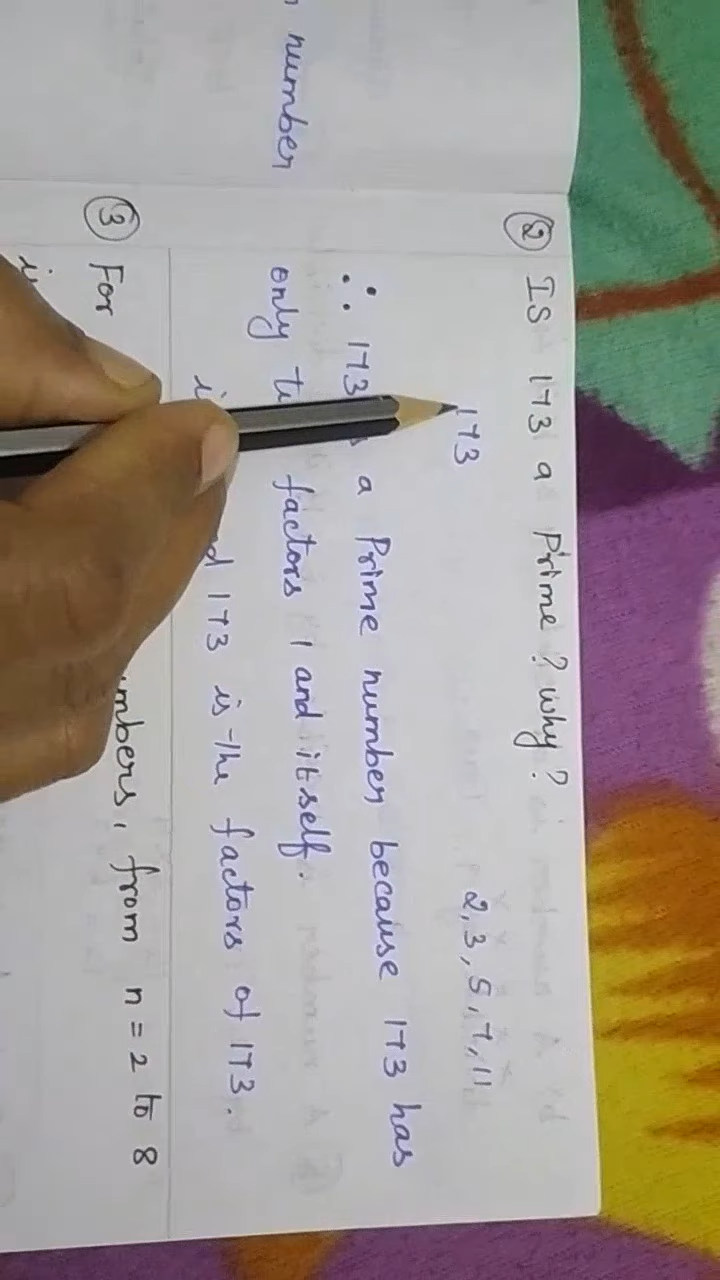 number
② Is 173 a Prime? why?
173 2, 3, 5, 7, 11
∴ 173 a Prime number because 173 has
only factors 1 and itself.
173 is the factors of 173.
③ For from n = 2 to 8